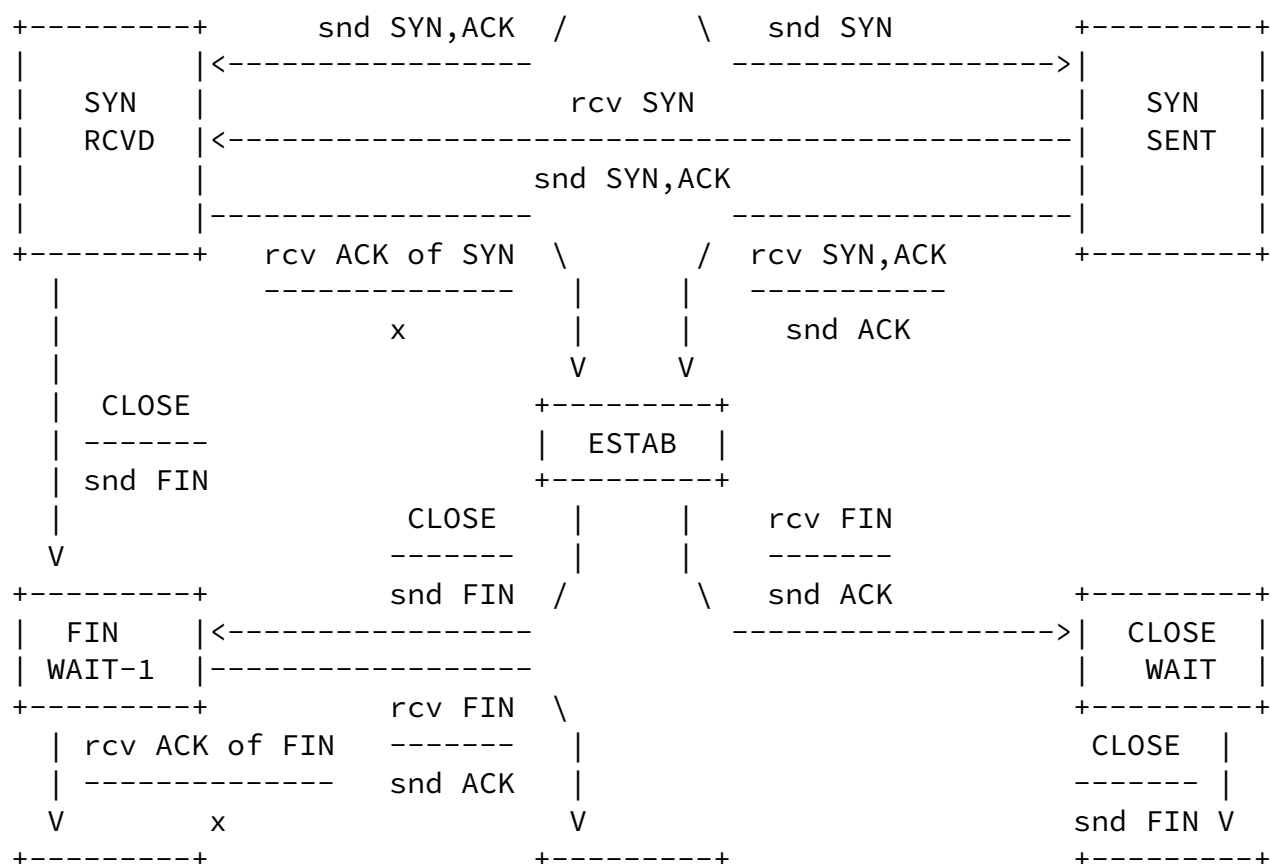 +---------+      snd SYN,ACK  /       \   snd SYN          +---------+
|         |<-----------------           ------------------>|         |
|   SYN   |                    rcv SYN                     |   SYN   |
|   RCVD  |<-----------------------------------------------|   SENT  |
|         |                  snd SYN,ACK                   |         |
|         |------------------           -------------------|         |
+---------+   rcv ACK of SYN  \       /  rcv SYN,ACK       +---------+
  |           --------------   |     |   -----------
  |                  x         |     |     snd ACK
  |                            V     V
  |  CLOSE                   +---------+
  | -------                  |  ESTAB  |
  | snd FIN                  +---------+
  |                   CLOSE    |     |    rcv FIN
  V                  -------   |     |    -------
+---------+          snd FIN  /       \   snd ACK          +---------+
|  FIN    |<-----------------           ------------------>|  CLOSE  |
| WAIT-1  |------------------                              |   WAIT  |
+---------+          rcv FIN  \                            +---------+
  | rcv ACK of FIN   -------   |                            CLOSE  |
  | --------------   snd ACK   |                           ------- |
  V        x                   V                           snd FIN V
+---------+                  +---------+                   +---------+